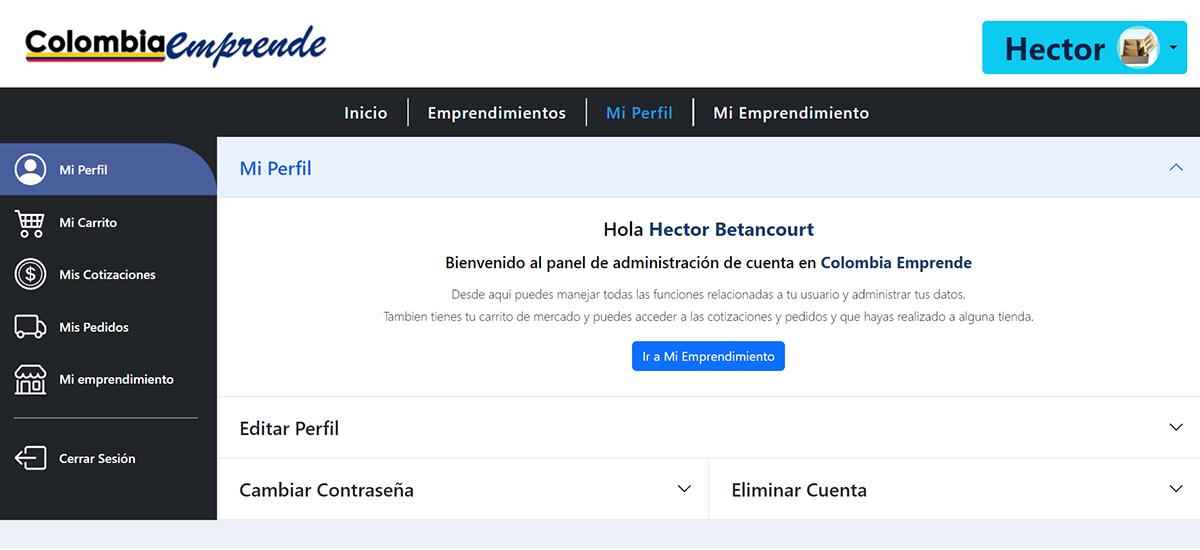 ColombiaEmprende
Hector
Inicio
Emprendimientos
Mi Perfil
Mi Emprendimiento
Mi Perfil
Mi Carrito
Mis Cotizaciones
Mis Pedidos
Mi emprendimiento
Cerrar Sesión
Mi Perfil
Hola Hector Betancourt
Bienvenido al panel de administración de cuenta en Colombia Emprende
Desde aqui puedes manejar todas las funciones relacionadas a tu usuario y administrar tus datos.
Tambien tienes tu carrito de mercado y puedes acceder a las cotizaciones y pedidos y que hayas realizado a alguna tienda.
Ir a Mi Emprendimiento
Editar Perfil
Cambiar Contraseña
Eliminar Cuenta